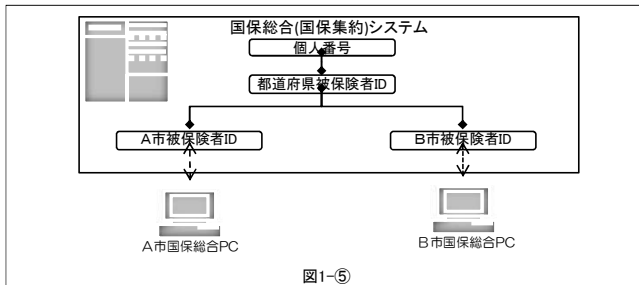 国保総合(国保集約)システム
個人番号
都道府県被保険者ID
A市被保険者ID
B市被保険者ID
A市国保総合PC
B市国保総合PC
図1-⑤